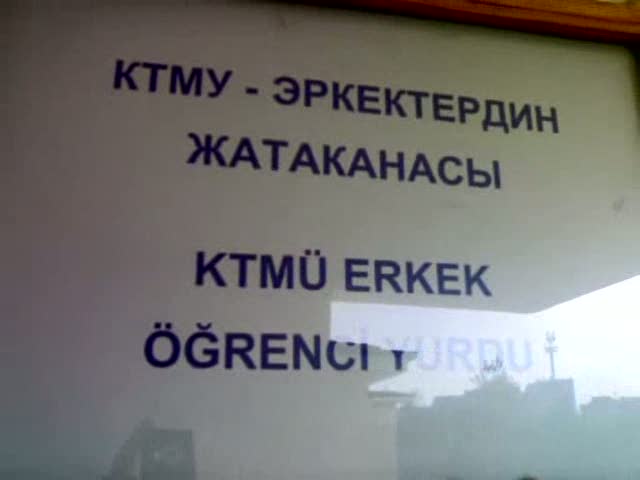 КТМУ - ЭРКЕКТЕРДИН
ЖАТАКАНАСЫ
KTMÜ ERKEK
ÖĞRENCİ YURDU